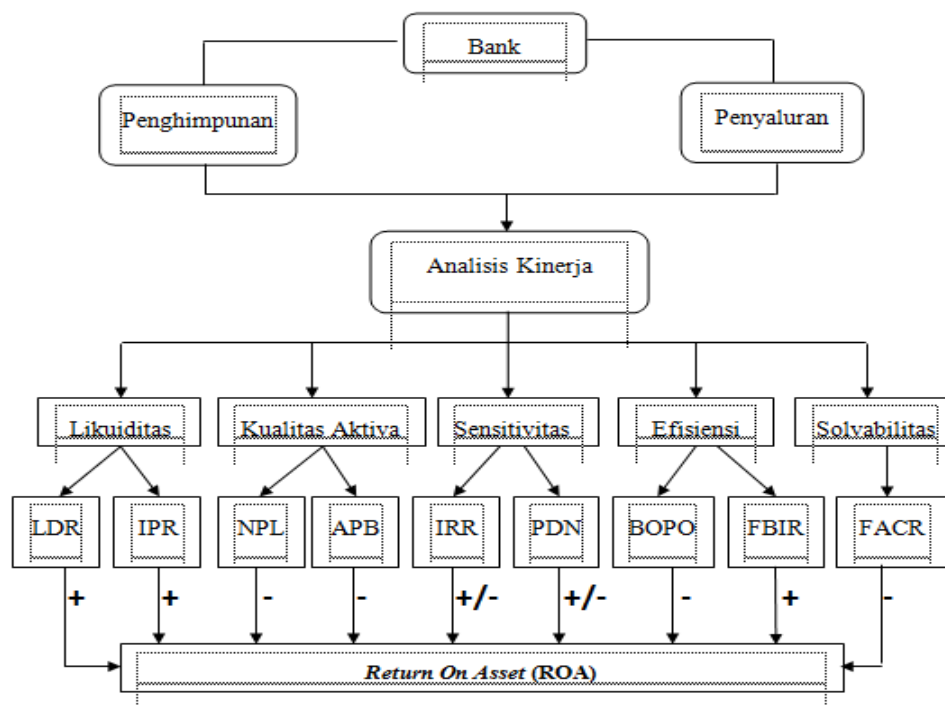 Bank
Penghimpunan
Penyaluran
Analisis Kinerja
Likuiditas
Kualitas Aktiva
Sensitivitas
Efisiensi
Solvabilitas
LDR
IPR
NPL
APB
IRR
PDN
BOPO
FBIR
FACR
+
+
-
-
+/-
+/-
-
+
-
Return On Asset (ROA)